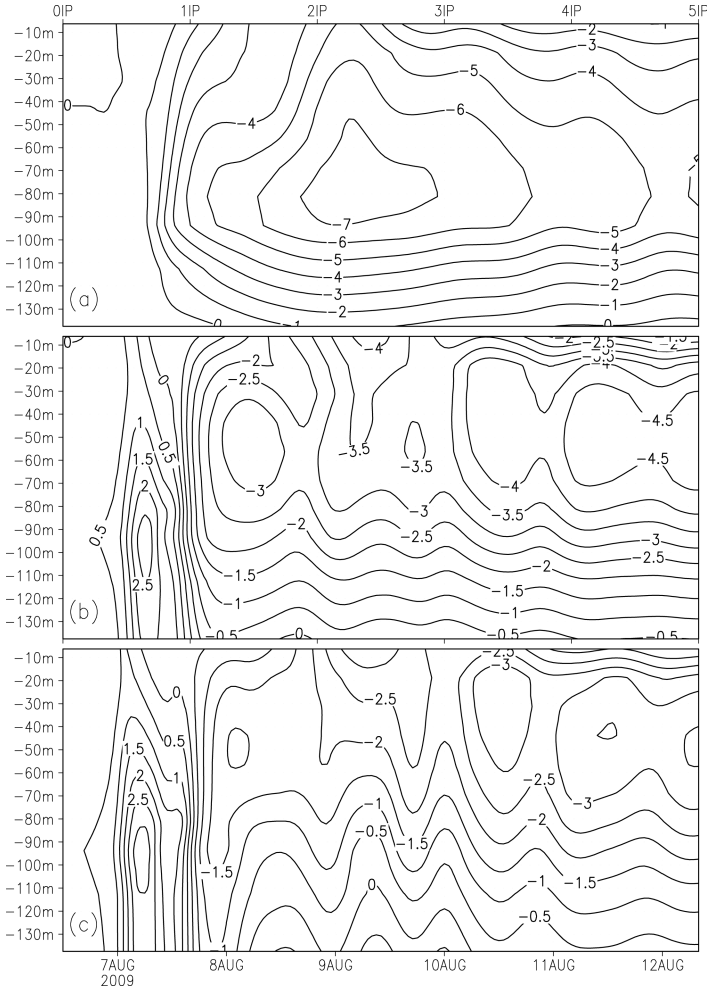 0IP 1IP 2IP 3IP 4IP 5IP
−10m −2
−20m −3
−30m −5 −4
−40m 0
−50m −4 −6
−60m
−70m
−80m
−90m −7
−100m −6 −5
−110m −5 −4
−120m −4 −3
−130m −3 −2
−2 −1
(a) 0 −1 0
−10m 0 −4 −2 −2.5 −2 −1.5
−20m −2 −3.5 −4
−30m 0 −2.5
−40m 1 −4.5
−50m 0.5 −3.5
−60m 1.5 −3.5 −4.5
−70m 2 −3 −4
−80m −3 −3.5
−90m 0.5 −2 −2.5 −3
−100m −2 −2.5
−110m 2.5 −1.5 −1.5
−120m −1 −1
−130m (b) −0.5 0 −0.5 −0.5
−10m −2.5
−20m 0 −3
−30m −2.5
−40m 0.5
−50m 1.5 −2
−60m 2 1 −2.5
−70m 2.5 −1 −3
−80m −0.5 −2
−90m −1.5
−100m −1.5
−110m 0 −1 −1.5
−120m −0.5
−130m (c) −1
7AUG 8AUG 9AUG 10AUG 11AUG 12AUG
2009